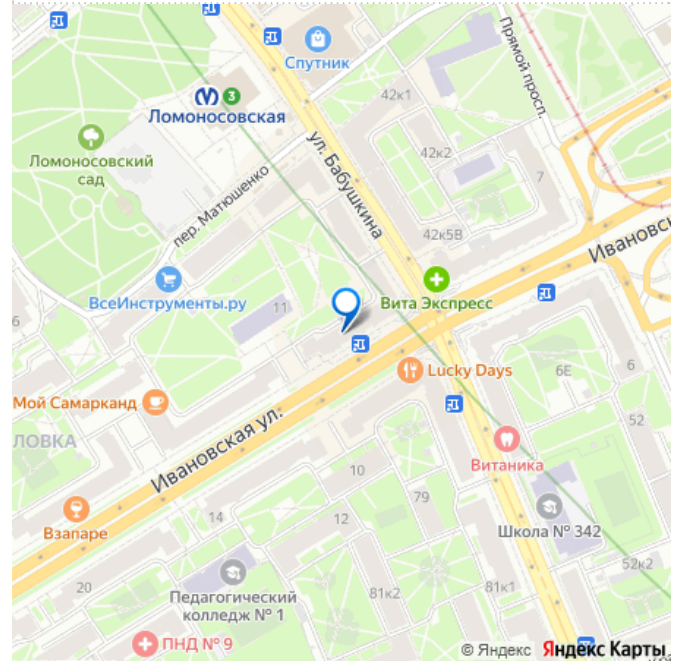 Спутник
Прямой просп.
42к1
3
Ломоносовская
ул. Бабушкина
42к2
Ломоносовский
сад
пер. Матюшенко
7
42к5В
Ивановск
ВсеИнструменты.ру
11
Вита Экспресс
6
Lucky Days
6Е
6
Мой Самарканд
52
ЛОВКА
Ивановская ул.
Витаника
10
79
Взапаре
14
12
Школа № 342
52к2
20
Педагогический
колледж № 1
81к2
81к1
ПНД № 9
© Яндекс Яндекс Карты